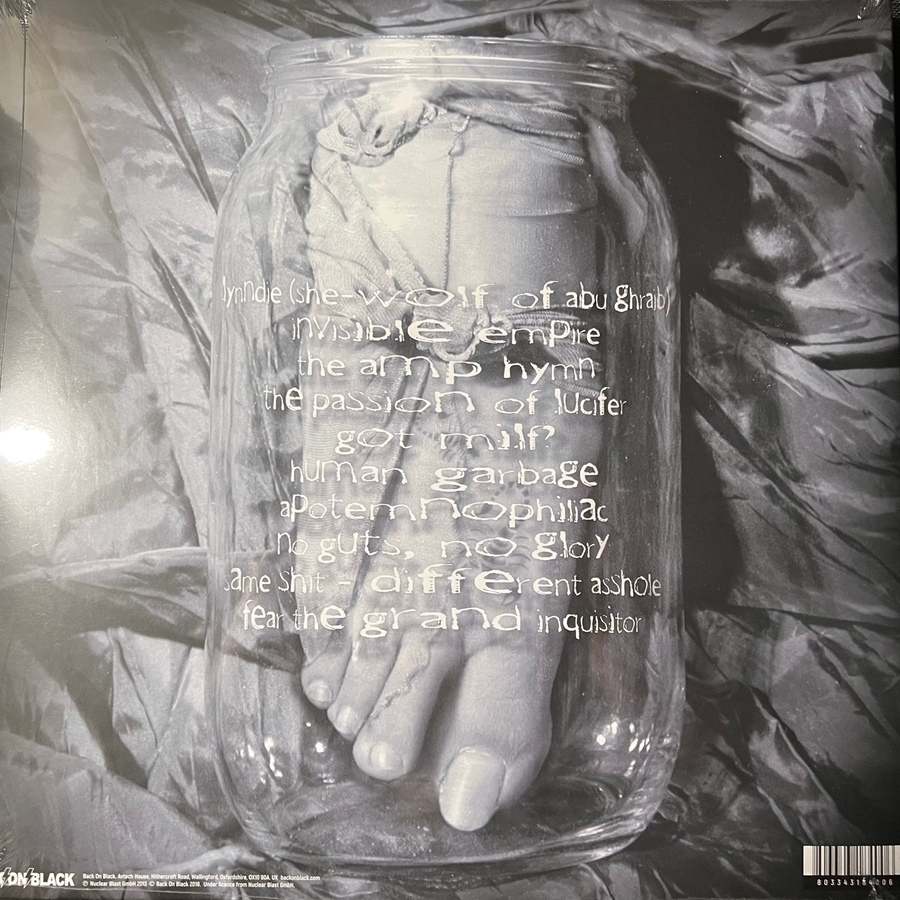 lynndie (she-wolf of abu ghraib)
invisible empire
the amp hymn
the passion of lucifer
got milf?
human garbage
apotemnophiliac
no guts, no glory
same shit - different asshole
fear the grand inquisitor
ON BLACK
Back On Black, Aztech House, Hithercroft Road, Wallingford, Oxfordshire, OX10 9DA. UK. backonblack.com
℗ Nuclear Blast GmbH 2013 © Back On Black 2018. Under licence from Nuclear Blast GmbH.